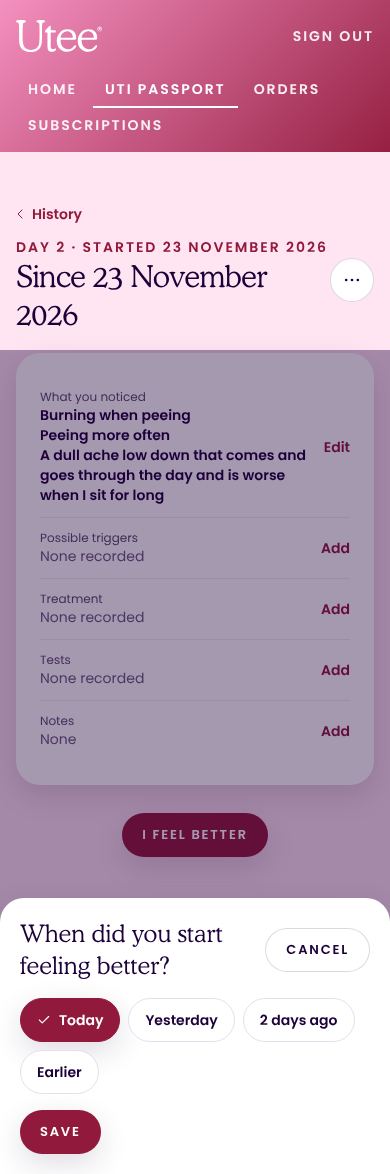 Utee®
SIGN OUT
HOME
UTI PASSPORT
ORDERS
SUBSCRIPTIONS
History
DAY 2 · STARTED 23 NOVEMBER 2026
Since 23 November
2026
...
What you noticed
Burning when peeing
Peeing more often
A dull ache low down that comes and
goes through the day and is worse
when I sit for long
Edit
Possible triggers
None recorded
Add
Treatment
None recorded
Add
Tests
None recorded
Add
Notes
None
Add
I FEEL BETTER
When did you start
feeling better?
CANCEL
Today
Yesterday
2 days ago
Earlier
SAVE